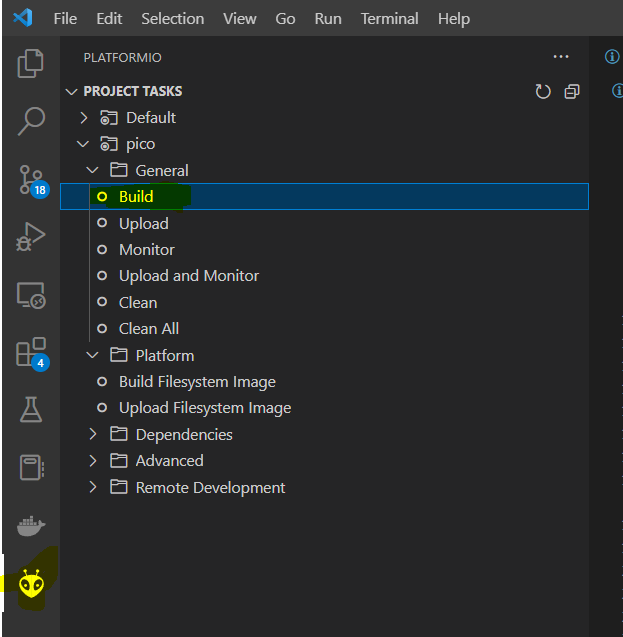 File Edit Selection View Go Run Terminal Help
PLATFORMIO
PROJECT TASKS
Default
pico
General
Build
Upload
Monitor
Upload and Monitor
Clean
Clean All
Platform
Build Filesystem Image
Upload Filesystem Image
Dependencies
Advanced
Remote Development
18
4